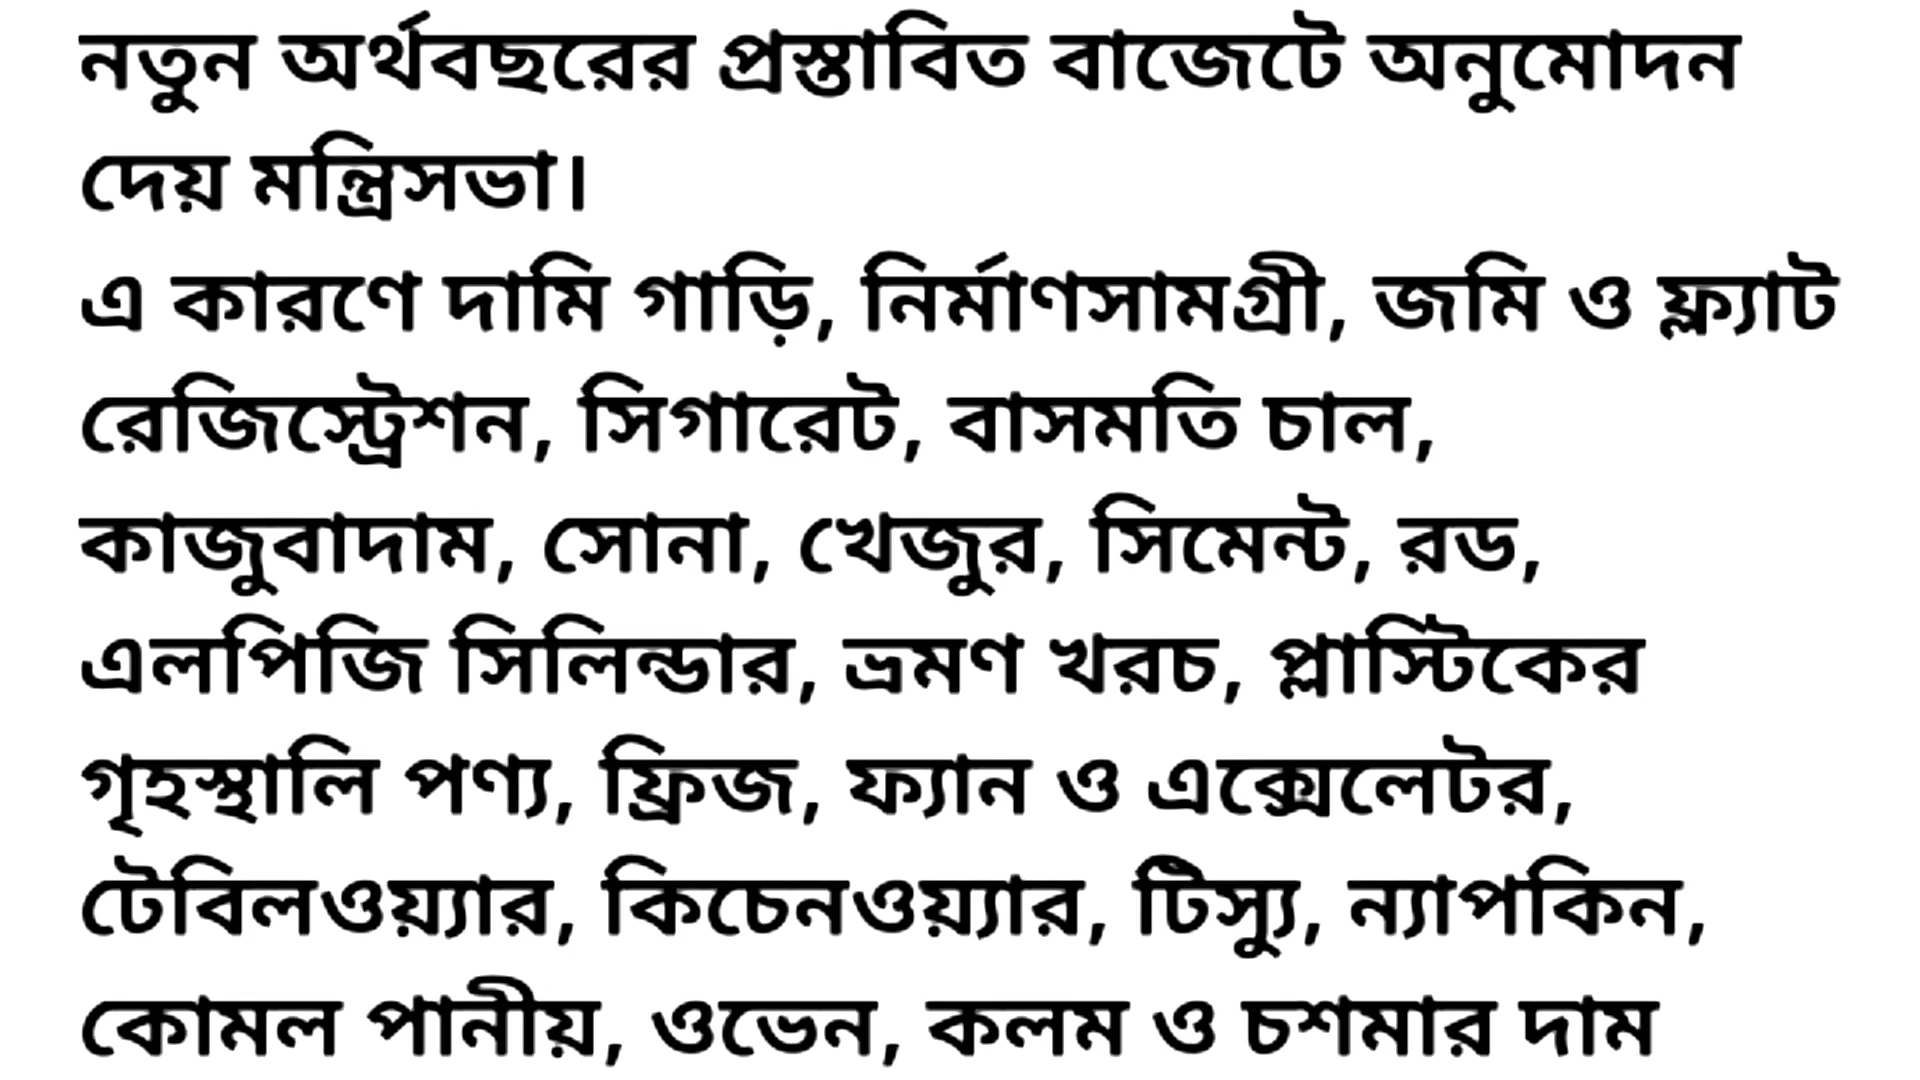 নতুন অর্থবছরের প্রস্তাবিত বাজেটে অনুমোদন
দেয় মন্ত্রিসভা।
এ কারণে দামি গাড়ি, নির্মাণসামগ্রী, জমি ও ফ্ল্যাট
রেজিস্ট্রেশন, সিগারেট, বাসমতি চাল,
কাজুবাদাম, সোনা, খেজুর, সিমেন্ট, রড,
এলপিজি সিলিন্ডার, ভ্রমণ খরচ, প্লাস্টিকের
গৃহস্থালি পণ্য, ফ্রিজ, ফ্যান ও এক্সেলেটর,
টেবিলওয়্যার, কিচেনওয়্যার, টিস্যু, ন্যাপকিন,
কোমল পানীয়, ওভেন, কলম ও চশমার দাম